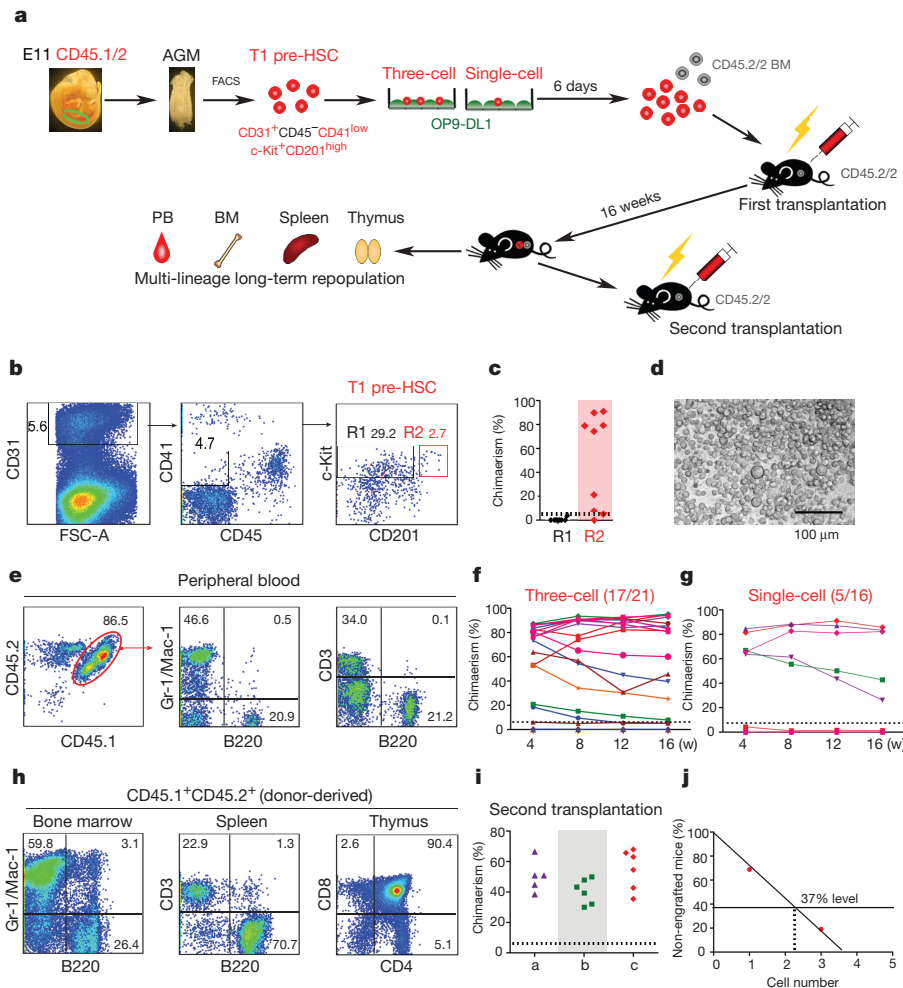 a
E11 CD45.1/2
AGM
FACS
T1 pre-HSC
CD31⁺CD45⁻CD41ˡᵒʷ
c-Kit⁺CD201ʰⁱᵍʰ
Three-cell
Single-cell
OP9-DL1
6 days
CD45.2/2 BM
CD45.2/2
First transplantation
16 weeks
PB
BM
Spleen
Thymus
Multi-lineage long-term repopulation
CD45.2/2
Second transplantation
b
T1 pre-HSC
5.6
CD31
FSC-A
4.7
CD41
CD45
R1 29.2 R2 2.7
c-Kit
CD201
c
Chimaerism (%)
100
80
60
40
20
0
R1
R2
d
100 μm
e
Peripheral blood
86.5
CD45.2
CD45.1
46.6
0.5
20.9
Gr-1/Mac-1
B220
34.0
0.1
21.2
CD3
B220
f
Three-cell (17/21)
Chimaerism (%)
100
80
60
40
20
0
4
8
12
16 (w)
g
Single-cell (5/16)
Chimaerism (%)
100
80
60
40
20
0
4
8
12
16 (w)
h
CD45.1⁺CD45.2⁺ (donor-derived)
Bone marrow
59.8
3.1
26.4
Gr-1/Mac-1
B220
Spleen
22.9
1.3
70.7
CD3
B220
Thymus
2.6
90.4
5.1
CD8
CD4
i
Second transplantation
Chimaerism (%)
80
60
40
20
0
a
b
c
j
Non-engrafted mice (%)
100
80
60
40
20
0
37% level
0
1
2
3
4
5
Cell number